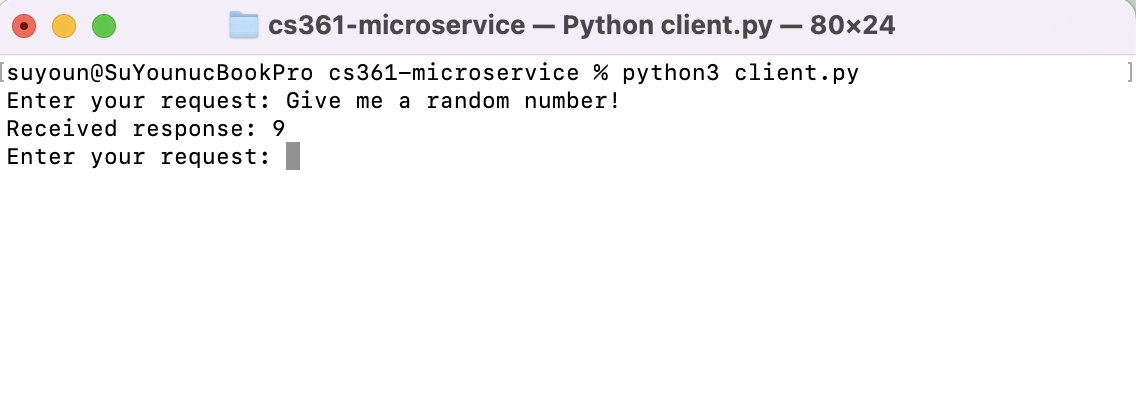 cs361-microservice — Python client.py — 80×24
[suyoun@SuYounucBookPro cs361-microservice % python3 client.py ]
Enter your request: Give me a random number!
Received response: 9
Enter your request: